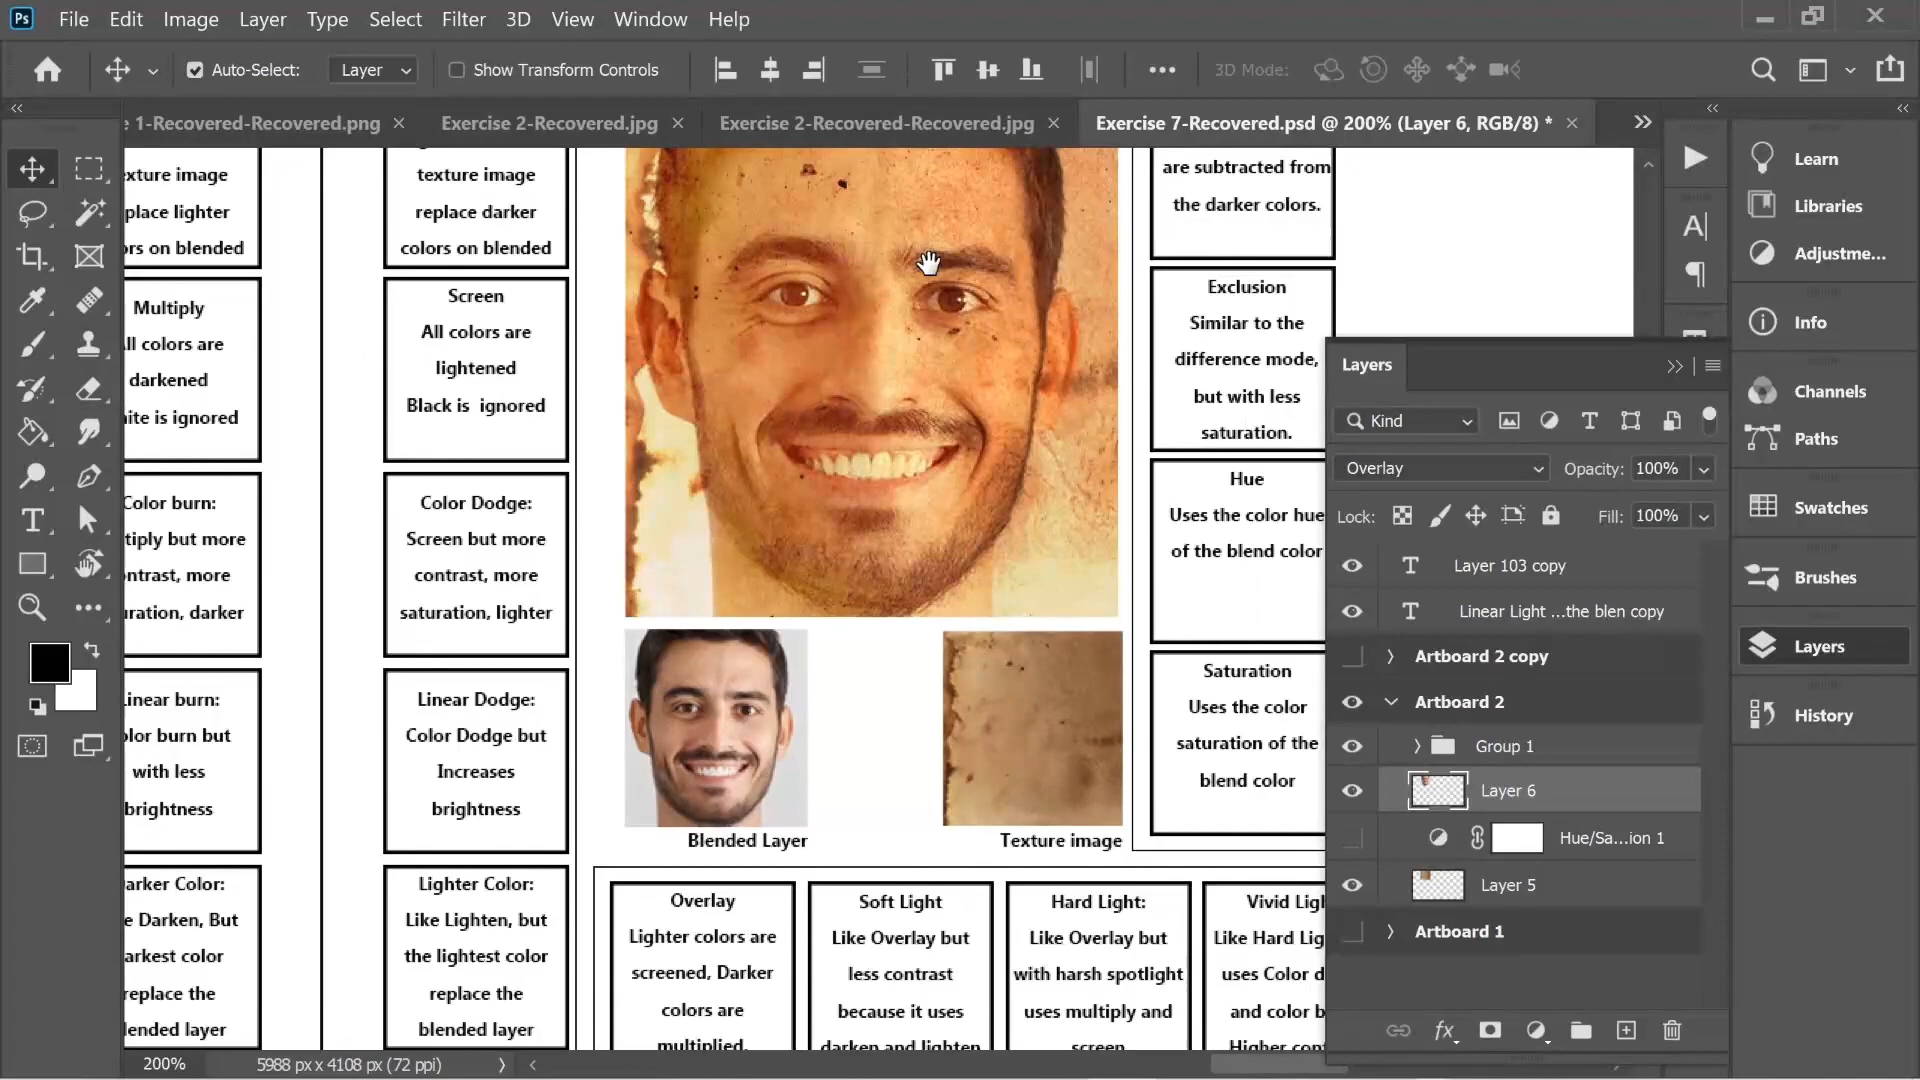 Ps File Edit Image Layer Type Select Filter 3D View Window Help
Auto-Select: Layer Show Transform Controls ••• 3D Mode:
e 1-Recovered-Recovered.png × Exercise 2-Recovered.jpg × Exercise 2-Recovered-Recovered.jpg × Exercise 7-Recovered.psd @ 200% (Layer 6, RGB/8) * ×
exture image
place lighter
ors on blended
Multiply
ll colors are
darkened
ite is ignored
Color burn:
tiply but more
ontrast, more
uration, darker
inear burn:
lor burn but
with less
brightness
arker Color:
e Darken, But
arkest color
replace the
lended layer
texture image
replace darker
colors on blended
Screen
All colors are
lightened
Black is ignored
Color Dodge:
Screen but more
contrast, more
saturation, lighter
Linear Dodge:
Color Dodge but
Increases
brightness
Lighter Color:
Like Lighten, but
the lightest color
replace the
blended layer
Blended Layer
Texture image
Overlay
Lighter colors are
screened, Darker
colors are
multiplied.
Soft Light
Like Overlay but
less contrast
because it uses
darken and lighten
Hard Light:
Like Overlay but
with harsh spotlight
uses multiply and
screen
Vivid Ligh
Like Hard Lig
uses Color d
and color b
Higher cont
are subtracted from
the darker colors.
Exclusion
Similar to the
difference mode,
but with less
saturation.
Hue
Uses the color hue
of the blend color
Saturation
Uses the color
saturation of the
blend color
Layers
Kind
Overlay Opacity: 100%
Lock: Fill: 100%
T Layer 103 copy
T Linear Light ...the blen copy
Artboard 2 copy
Artboard 2
Group 1
Layer 6
Hue/Sa...ion 1
Layer 5
Artboard 1
fx
Learn
Libraries
Adjustme...
Info
Channels
Paths
Swatches
Brushes
Layers
History
200% 5988 px x 4108 px (72 ppi)